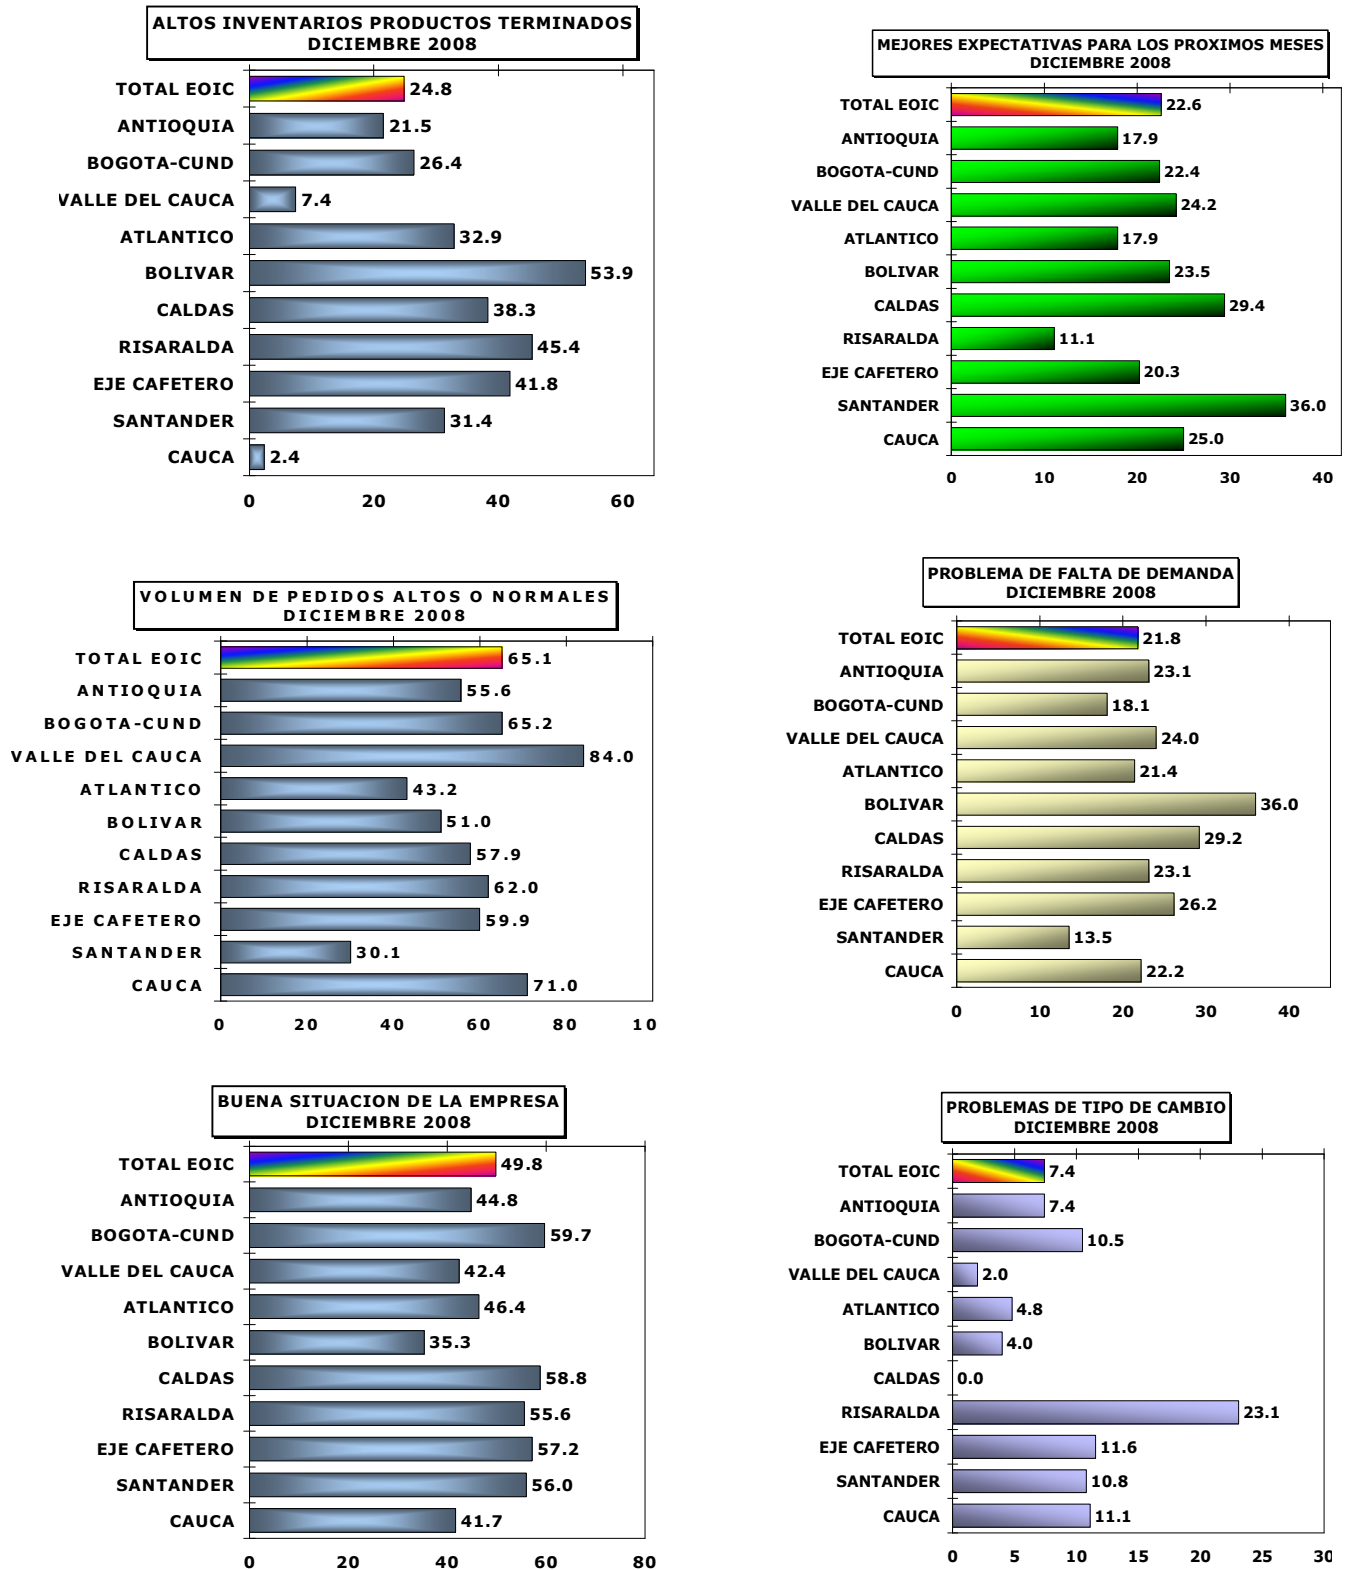 ALTOS INVENTARIOS PRODUCTOS TERMINADOS
DICIEMBRE 2008
TOTAL EOIC 24.8
ANTIOQUIA 21.5
BOGOTA-CUND 26.4
VALLE DEL CAUCA 7.4
ATLANTICO 32.9
BOLIVAR 53.9
CALDAS 38.3
RISARALDA 45.4
EJE CAFETERO 41.8
SANTANDER 31.4
CAUCA 2.4
0 20 40 60
MEJORES EXPECTATIVAS PARA LOS PROXIMOS MESES
DICIEMBRE 2008
TOTAL EOIC 22.6
ANTIOQUIA 17.9
BOGOTA-CUND 22.4
VALLE DEL CAUCA 24.2
ATLANTICO 17.9
BOLIVAR 23.5
CALDAS 29.4
RISARALDA 11.1
EJE CAFETERO 20.3
SANTANDER 36.0
CAUCA 25.0
0 10 20 30 40
VOLUMEN DE PEDIDOS ALTOS O NORMALES
DICIEMBRE 2008
TOTAL EOIC 65.1
ANTIOQUIA 55.6
BOGOTA-CUND 65.2
VALLE DEL CAUCA 84.0
ATLANTICO 43.2
BOLIVAR 51.0
CALDAS 57.9
RISARALDA 62.0
EJE CAFETERO 59.9
SANTANDER 30.1
CAUCA 71.0
0 20 40 60 80 10
PROBLEMA DE FALTA DE DEMANDA
DICIEMBRE 2008
TOTAL EOIC 21.8
ANTIOQUIA 23.1
BOGOTA-CUND 18.1
VALLE DEL CAUCA 24.0
ATLANTICO 21.4
BOLIVAR 36.0
CALDAS 29.2
RISARALDA 23.1
EJE CAFETERO 26.2
SANTANDER 13.5
CAUCA 22.2
0 10 20 30 40
BUENA SITUACION DE LA EMPRESA
DICIEMBRE 2008
TOTAL EOIC 49.8
ANTIOQUIA 44.8
BOGOTA-CUND 59.7
VALLE DEL CAUCA 42.4
ATLANTICO 46.4
BOLIVAR 35.3
CALDAS 58.8
RISARALDA 55.6
EJE CAFETERO 57.2
SANTANDER 56.0
CAUCA 41.7
0 20 40 60 80
PROBLEMAS DE TIPO DE CAMBIO
DICIEMBRE 2008
TOTAL EOIC 7.4
ANTIOQUIA 7.4
BOGOTA-CUND 10.5
VALLE DEL CAUCA 2.0
ATLANTICO 4.8
BOLIVAR 4.0
CALDAS 0.0
RISARALDA 23.1
EJE CAFETERO 11.6
SANTANDER 10.8
CAUCA 11.1
0 5 10 15 20 25 30